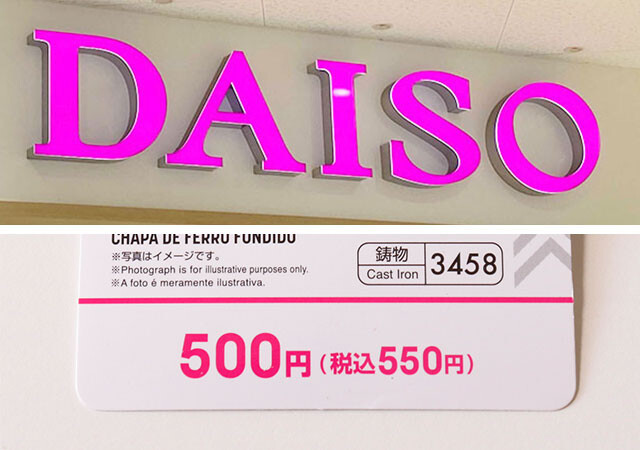 DAISO
CHAPA DE FERRO FUNDIDO
※写真はイメージです。
※Photograph is for illustrative purposes only.
※A foto é meramente ilustrativa.
鋳物
Cast Iron
3458
500円(税込550円)